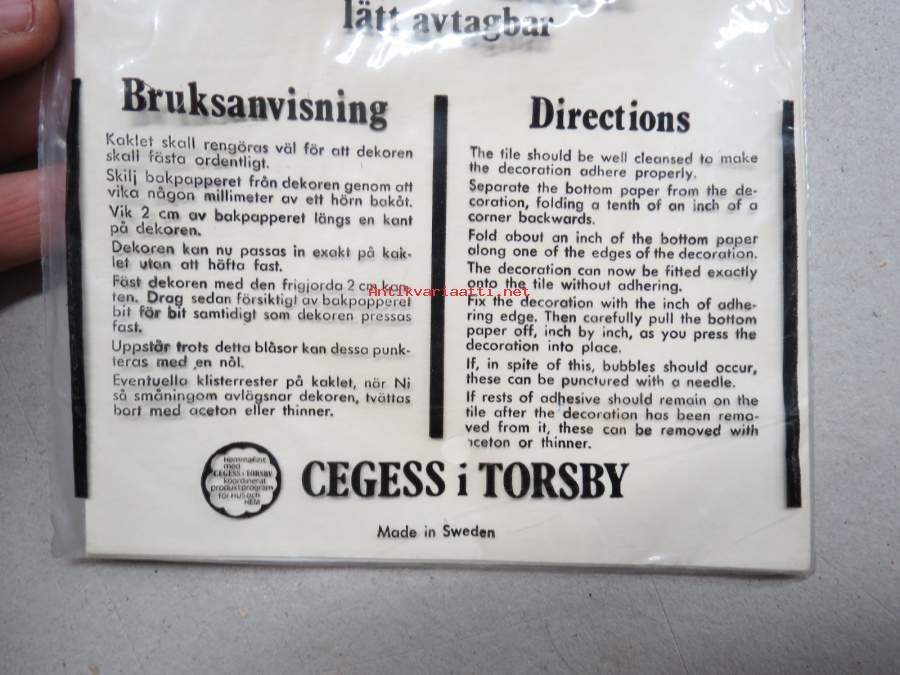 lätt avtagbar
Bruksanvisning
Kaklet skall rengöras väl för att dekoren
skall fästa ordentligt.
Skilj bakpapperet från dekoren genom att
vika någon millimeter av ett hörn bakåt.
Vik 2 cm av bakpapperet längs en kant
på dekoren.
Dekoren kan nu passas in exakt på kak-
let utan att häfta fast.
Fäst dekoren med den frigjorda 2 cm kan-
ten. Drag sedan försiktigt av bakpapperet
bit för bit samtidigt som dekoren pressas
fast.
Uppstår trots detta blåsor kan dessa punk-
teras med en nål.
Eventuella klisterrester på kaklet, när Ni
så småningom avlägsnar dekoren, tvättas
bort med aceton eller thinner.
Directions
The tile should be well cleansed to make
the decoration adhere properly.
Separate the bottom paper from the de-
coration, folding a tenth of an inch of a
corner backwards.
Fold about an inch of the bottom paper
along one of the edges of the decoration.
The decoration can now be fitted exactly
onto the tile without adhering.
Fix the decoration with the inch of adhe-
ring edge. Then carefully pull the bottom
paper off, inch by inch, as you press the
decoration into place.
If, in spite of this, bubbles should occur,
these can be punctured with a needle.
If rests of adhesive should remain on the
tile after the decoration has been remo-
ved from it, these can be removed with
aceton or thinner.
Antikvariaatti.net
Hemmafint
med
CEGESS i TORSBY
koordinerat
produktprogram
för HUS och
HEM
CEGESS i TORSBY
Made in Sweden